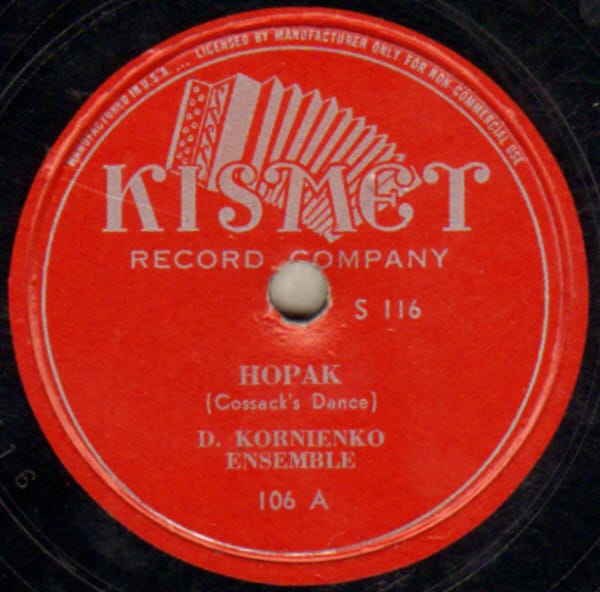 MANUFACTURED IN U.S.A. ... LICENSED BY MANUFACTURER ONLY FOR NON-COMMERCIAL USE
KISMET
RECORD COMPANY
S 116
HOPAK
(Cossack's Dance)
D. KORNIENKO
ENSEMBLE
106 A